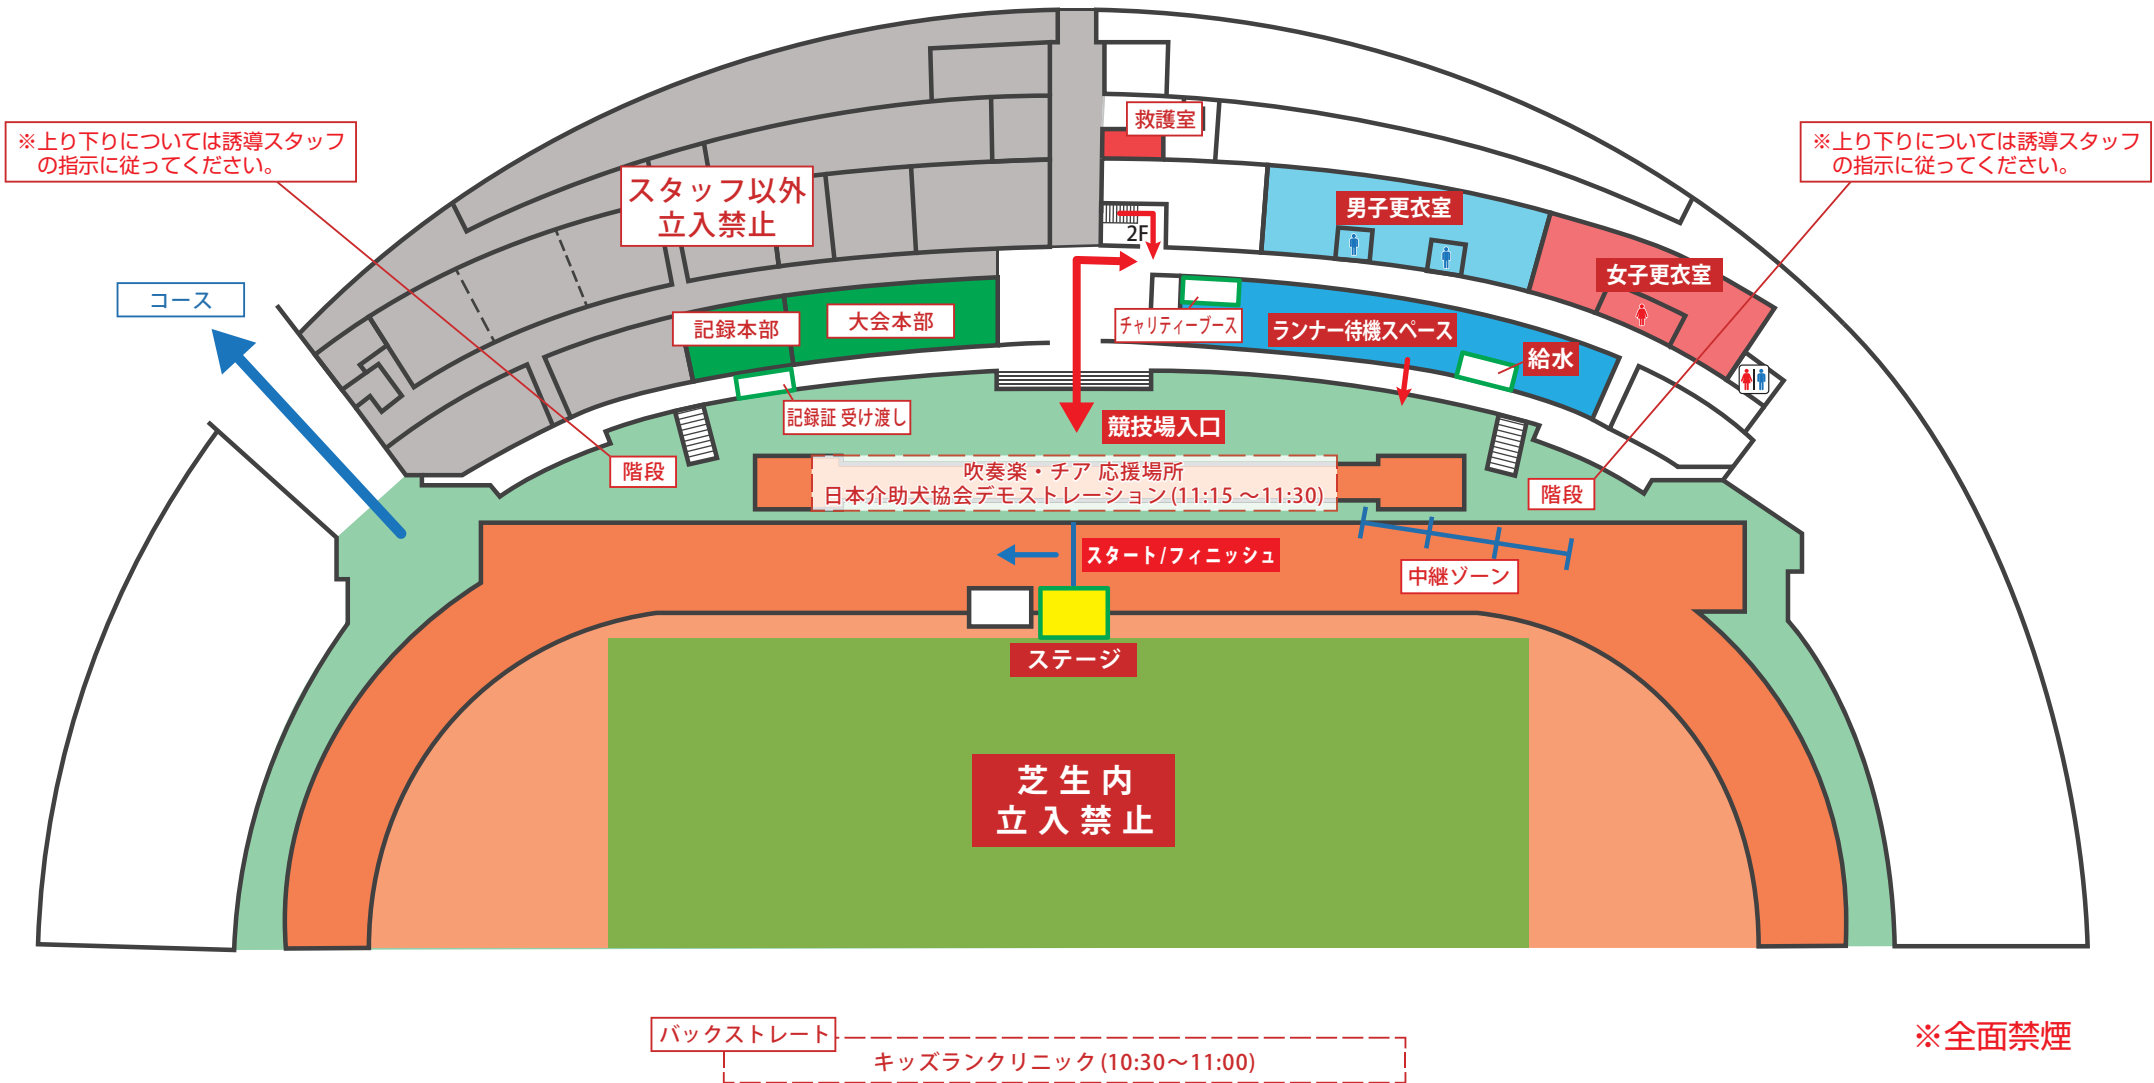 救護室
※上り下りについては誘導スタッフ
の指示に従ってください。
※上り下りについては誘導スタッフ
の指示に従ってください。
スタッフ以外
立入禁止
男子更衣室
2F
女子更衣室
コース
記録本部
大会本部
チャリティーブース
ランナー待機スペース
給水
記録証 受け渡し
競技場入口
階段
吹奏楽・チア 応援場所
日本介助犬協会デモストレーション(11:15 ～11:30)
階段
スタート/フィニッシュ
中継ゾーン
ステージ
芝生内
立入禁止
バックストレート
キッズランクリニック(10:30～11:00)
※全面禁煙